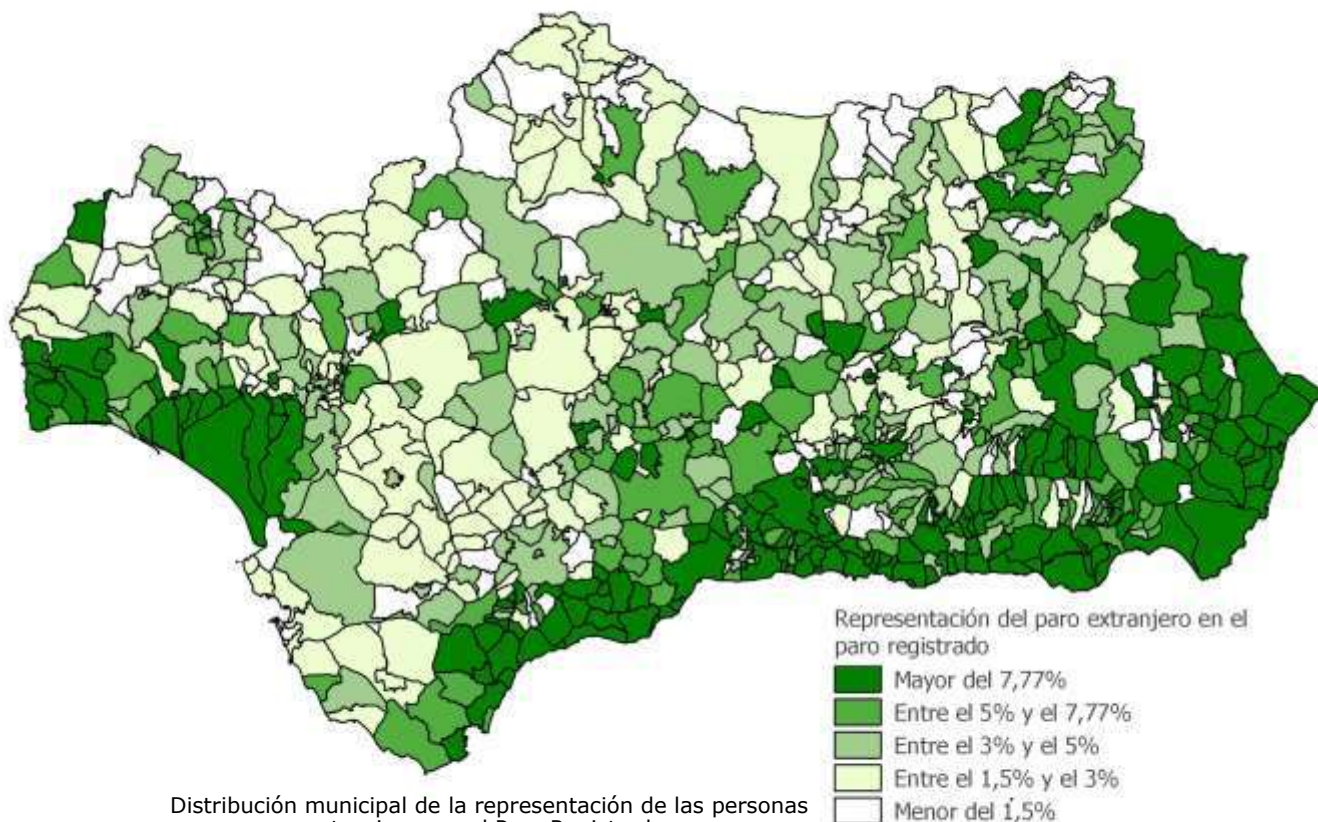 Representación del paro extranjero en el
paro registrado
Mayor del 7,77%
Entre el 5% y el 7,77%
Entre el 3% y el 5%
Entre el 1,5% y el 3%
Menor del 1,5%
Distribución municipal de la representación de las personas